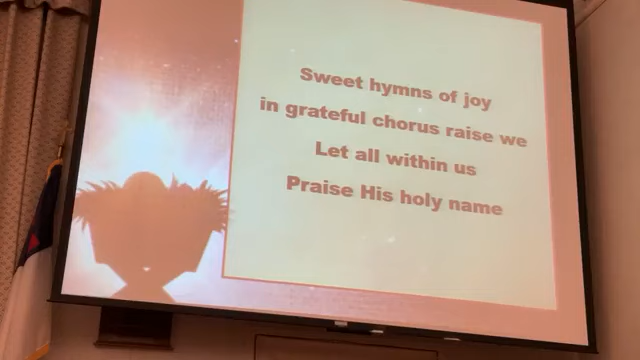 Sweet hymns of joy
in grateful chorus raise we
Let all within us
Praise His holy name